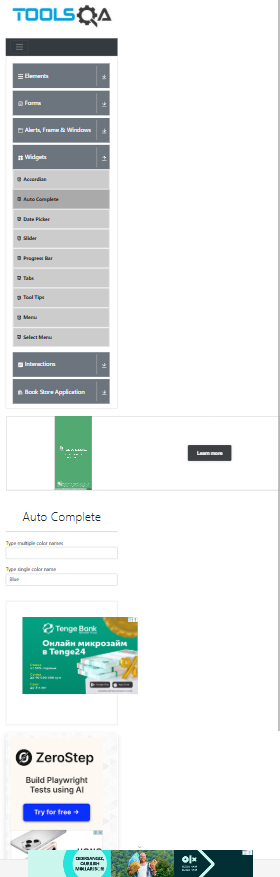 TOOLSQA
Elements
Forms
Alerts, Frame & Windows
Widgets
Accordian
Auto Complete
Date Picker
Slider
Progress Bar
Tabs
Tool Tips
Menu
Select Menu
Interactions
Book Store Application
Learn more
Auto Complete
Type multiple color names
Type single color name
Blue
Tenge Bank
Онлайн микрозайм
в Tenge24
ZeroStep
Build Playwright
Tests using AI
Try for free →
olx